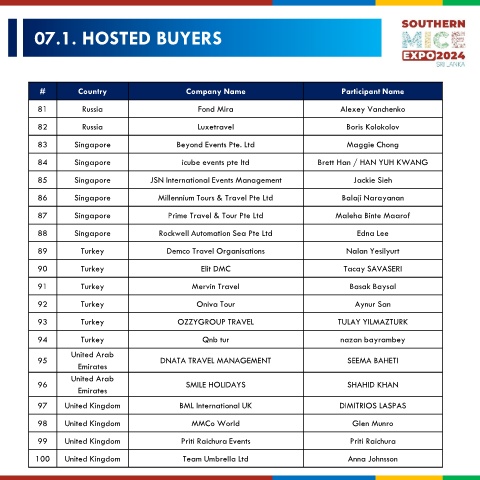 07.1. HOSTED BUYERS
SOUTHERN
MICE
EXPO2024
SRI LANKA
# Country Company Name Participant Name
81 Russia Fond Mira Alexey Vanchenko
82 Russia Luxetravel Boris Kolokolov
83 Singapore Beyond Events Pte. Ltd Maggie Chong
84 Singapore icube events pte ltd Brett Han / HAN YUH KWANG
85 Singapore JSN International Events Management Jackie Sieh
86 Singapore Millennium Tours & Travel Pte Ltd Balaji Narayanan
87 Singapore Prime Travel & Tour Pte Ltd Maleha Binte Maarof
88 Singapore Rockwell Automation Sea Pte Ltd Edna Lee
89 Turkey Demco Travel Organisations Nalan Yesilyurt
90 Turkey Elit DMC Tacay SAVASERI
91 Turkey Mervin Travel Basak Baysal
92 Turkey Oniva Tour Aynur San
93 Turkey OZZYGROUP TRAVEL TULAY YILMAZTURK
94 Turkey Qnb tur nazan bayrambey
95 United Arab Emirates DNATA TRAVEL MANAGEMENT SEEMA BAHETI
96 United Arab Emirates SMILE HOLIDAYS SHAHID KHAN
97 United Kingdom BML International UK DIMITRIOS LASPAS
98 United Kingdom MMCo World Glen Munro
99 United Kingdom Priti Raichura Events Priti Raichura
100 United Kingdom Team Umbrella Ltd Anna Johnsson